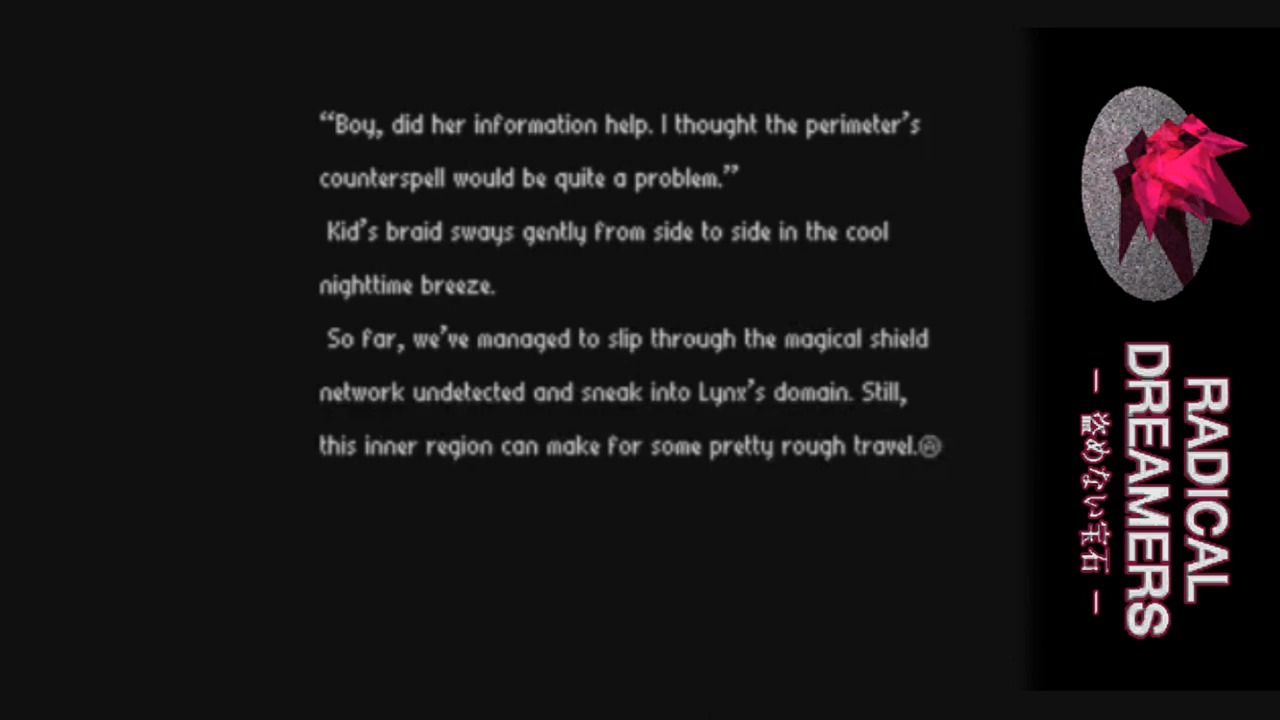 “Boy, did her information help. I thought the perimeter’s
counterspell would be quite a problem.”
Kid’s braid sways gently from side to side in the cool
nighttime breeze.
So far, we’ve managed to slip through the magical shield
network undetected and sneak into Lynx’s domain. Still,
this inner region can make for some pretty rough travel.
RADICAL
DREAMERS
— 盗めない宝石 —